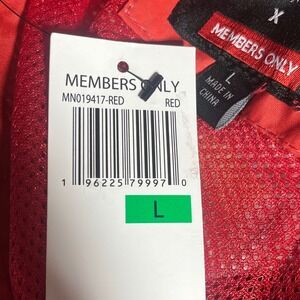 MEMBERS ONLY
MN019417-RED RED
1 96225 79997 0
L
X
MEMBERS ONLY
L
MADE IN
CHINA